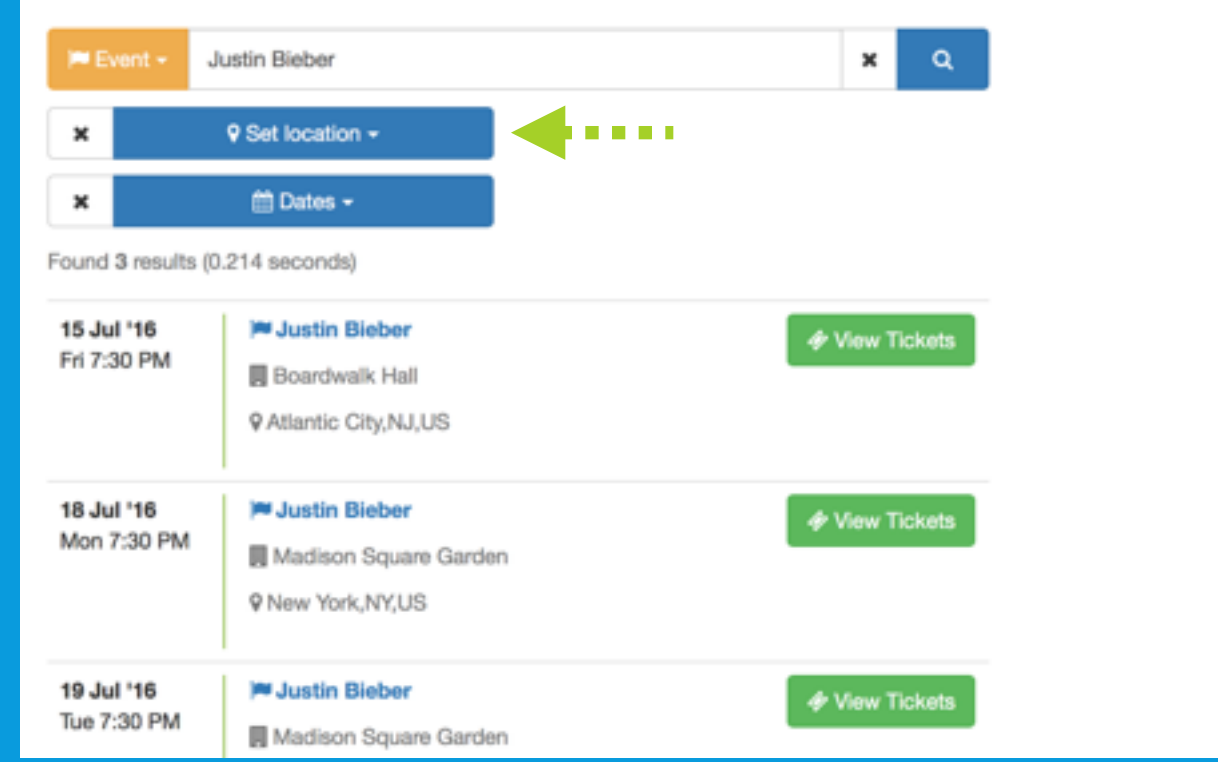 Event
Justin Bieber
Set location
Dates
Found 3 results (0.214 seconds)
15 Jul '16
Fri 7:30 PM
Justin Bieber
Boardwalk Hall
Atlantic City,NJ,US
View Tickets
18 Jul '16
Mon 7:30 PM
Justin Bieber
Madison Square Garden
New York,NY,US
View Tickets
19 Jul '16
Tue 7:30 PM
Justin Bieber
Madison Square Garden
View Tickets